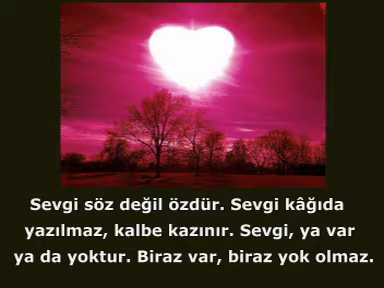 Sevgi söz değil özdür. Sevgi kâğıda
yazılmaz, kalbe kazınır. Sevgi, ya var
ya da yoktur. Biraz var, biraz yok olmaz.